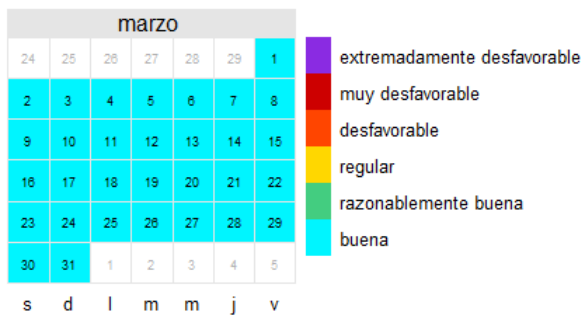 marzo
24 25 26 27 28 29 1
2 3 4 5 6 7 8
9 10 11 12 13 14 15
16 17 18 19 20 21 22
23 24 25 26 27 28 29
30 31 1 2 3 4 5
s d l m m j v
extremadamente desfavorable
muy desfavorable
desfavorable
regular
razonablemente buena
buena